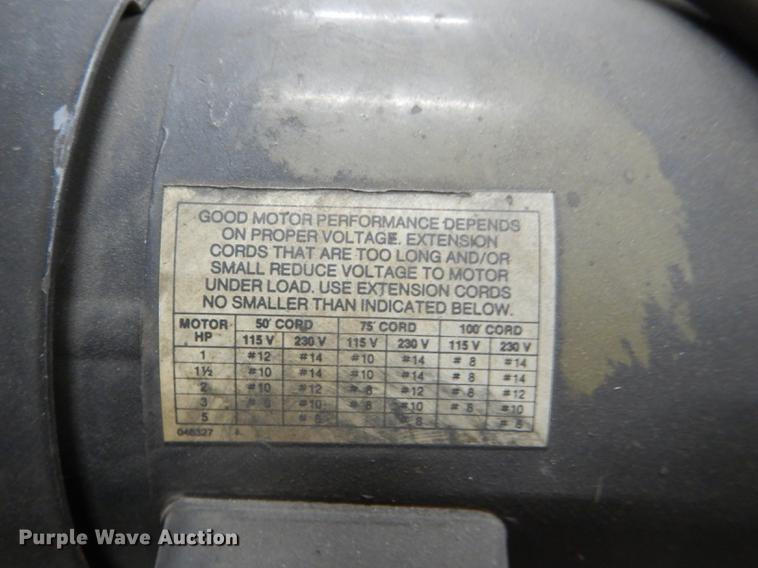 GOOD MOTOR PERFORMANCE DEPENDS
ON PROPER VOLTAGE. EXTENSION
CORDS THAT ARE TOO LONG AND/OR
SMALL REDUCE VOLTAGE TO MOTOR
UNDER LOAD. USE EXTENSION CORDS
NO SMALLER THAN INDICATED BELOW.
MOTOR HP 50' CORD 75' CORD 100' CORD
115 V 230 V 115 V 230 V 115 V 230 V
1 #12 #14 #10 #14 # 8 #14
1½ #10 #14 #10 #14 # 8 #14
2 #10 #12 # 8 #12 # 8 #12
3 # 8 #10 # 8 #10 # 8 #10
5 # 8 # 8 # 8
046327
Purple Wave Auction